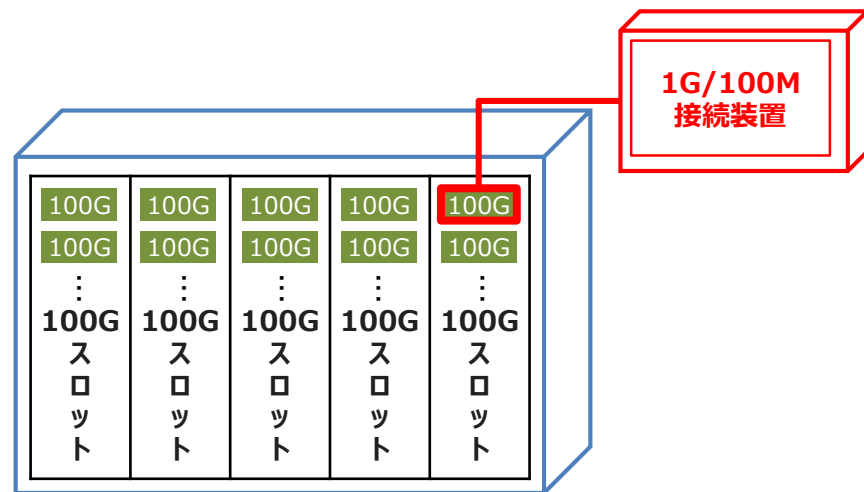 1G/100M
接続装置
100G 100G 100G 100G 100G
100G 100G 100G 100G 100G
⋮ ⋮ ⋮ ⋮ ⋮
100G 100G 100G 100G 100G
ス ス ス ス ス
ロ ロ ロ ロ ロ
ッ ッ ッ ッ ッ
ト ト ト ト ト